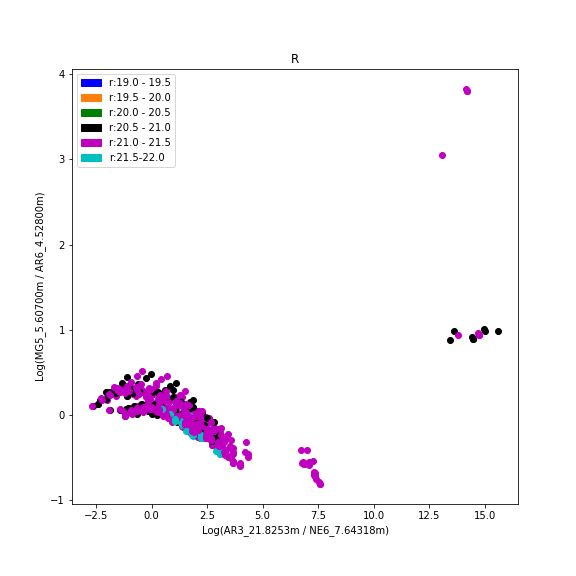 R
r:19.0 - 19.5
r:19.5 - 20.0
r:20.0 - 20.5
r:20.5 - 21.0
r:21.0 - 21.5
r:21.5-22.0
4
3
2
1
0
−1
Log(MG5_5.60700m / AR6_4.52800m)
−2.5 0.0 2.5 5.0 7.5 10.0 12.5 15.0
Log(AR3_21.8253m / NE6_7.64318m)